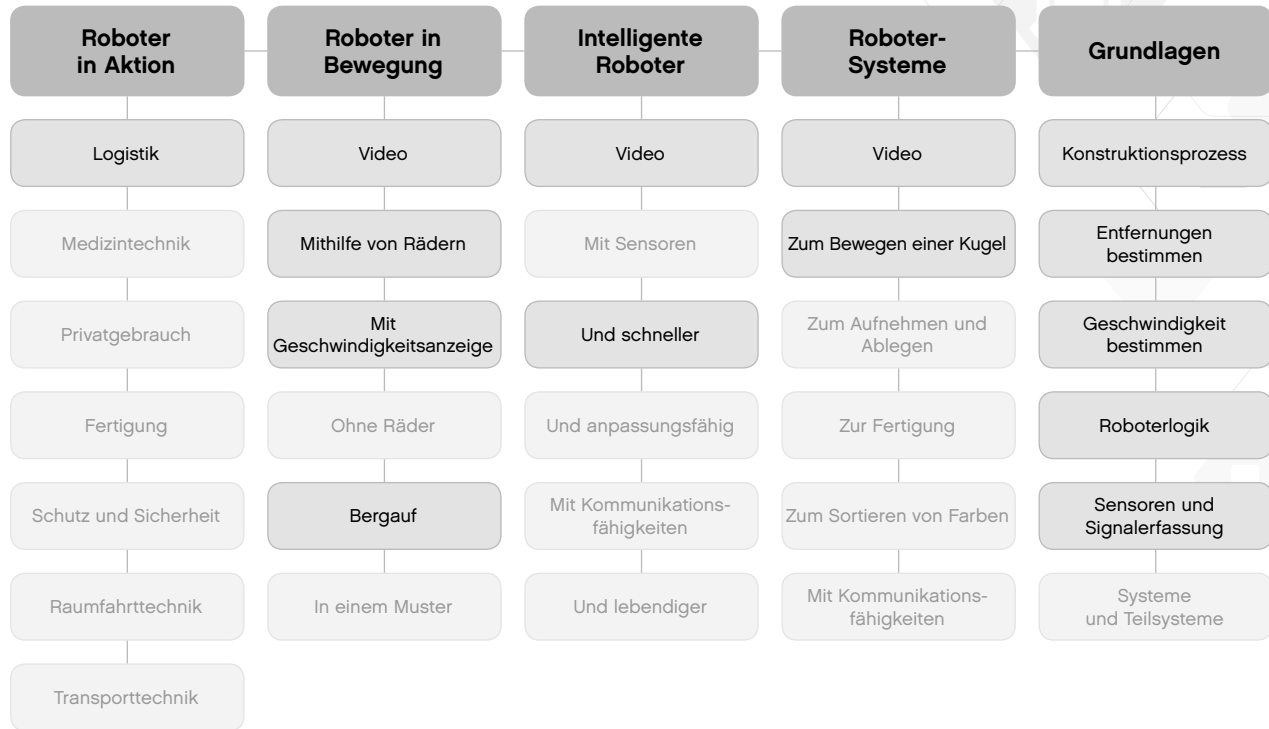 Roboter
in Aktion
Logistik
Medizintechnik
Privatgebrauch
Fertigung
Schutz und Sicherheit
Raumfahrttechnik
Transporttechnik
Roboter in
Bewegung
Video
Mithilfe von Rädern
Mit
Geschwindigkeitsanzeige
Ohne Räder
Bergauf
In einem Muster
Intelligente
Roboter
Video
Mit Sensoren
Und schneller
Und anpassungsfähig
Mit Kommunikations-
fähigkeiten
Und lebendiger
Roboter-
Systeme
Video
Zum Bewegen einer Kugel
Zum Aufnehmen und
Ablegen
Zur Fertigung
Zum Sortieren von Farben
Mit Kommunikations-
fähigkeiten
Grundlagen
Konstruktionsprozess
Entfernungen
bestimmen
Geschwindigkeit
bestimmen
Roboterlogik
Sensoren und
Signalerfassung
Systeme
und Teilsysteme